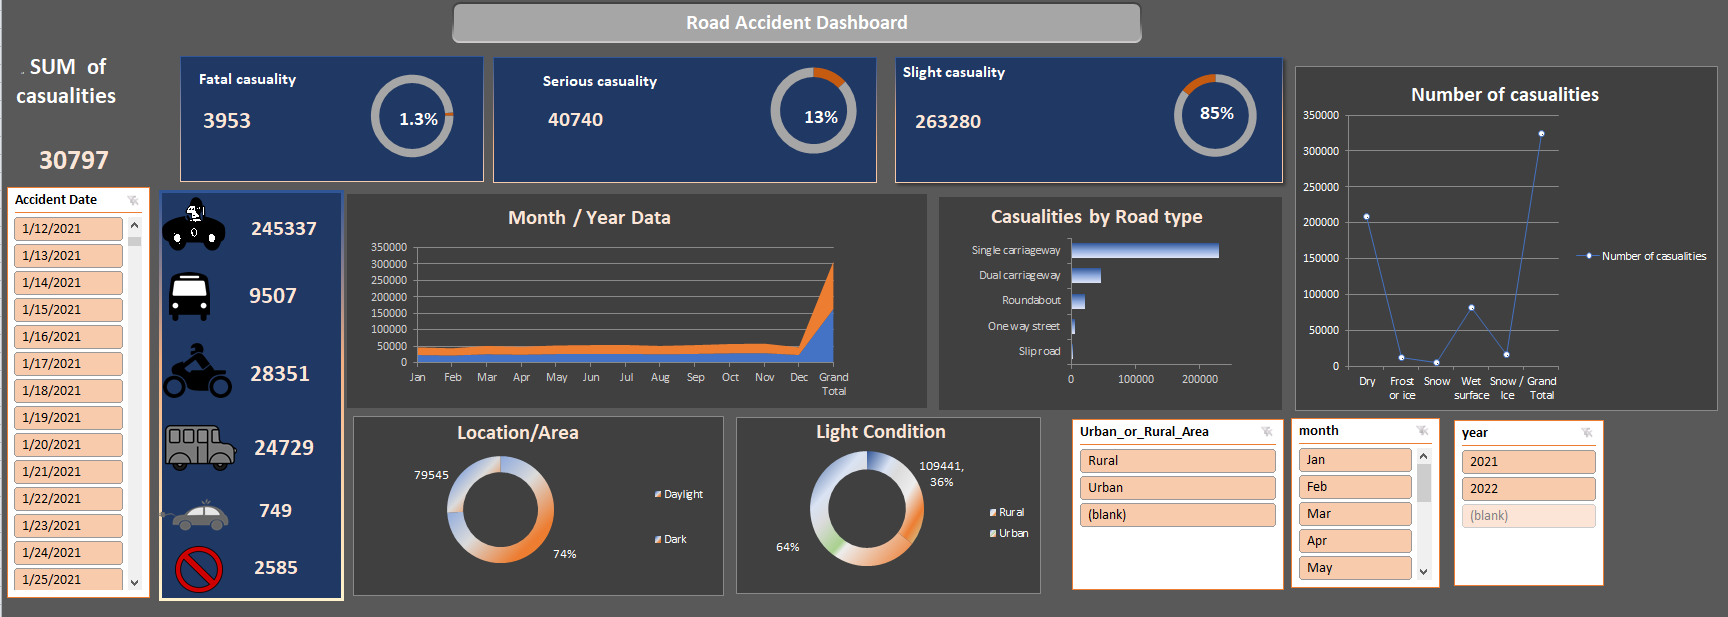 Road Accident Dashboard
SUM of
casualities
30797
Fatal casuality
3953
1.3%
Serious casuality
40740
13%
Slight casuality
263280
85%
Number of casualities
350000
300000
250000
200000
150000
100000
50000
0
Dry
Frost
or ice
Snow
Wet
surface
Snow /
Ice
Grand
Total
Number of casualities
Accident Date
1/12/2021
1/13/2021
1/14/2021
1/15/2021
1/16/2021
1/17/2021
1/18/2021
1/19/2021
1/20/2021
1/21/2021
1/22/2021
1/23/2021
1/24/2021
1/25/2021
245337
9507
28351
24729
749
2585
Month / Year Data
350000
300000
250000
200000
150000
100000
50000
0
Jan
Feb
Mar
Apr
May
Jun
Jul
Aug
Sep
Oct
Nov
Dec
Grand
Total
Casualities by Road type
Single carriageway
Dual carriageway
Roundabout
One way street
Slip road
0
100000
200000
Location/Area
79545
74%
Daylight
Dark
Light Condition
109441,
36%
64%
Rural
Urban
Urban_or_Rural_Area
Rural
Urban
(blank)
month
Jan
Feb
Mar
Apr
May
year
2021
2022
(blank)